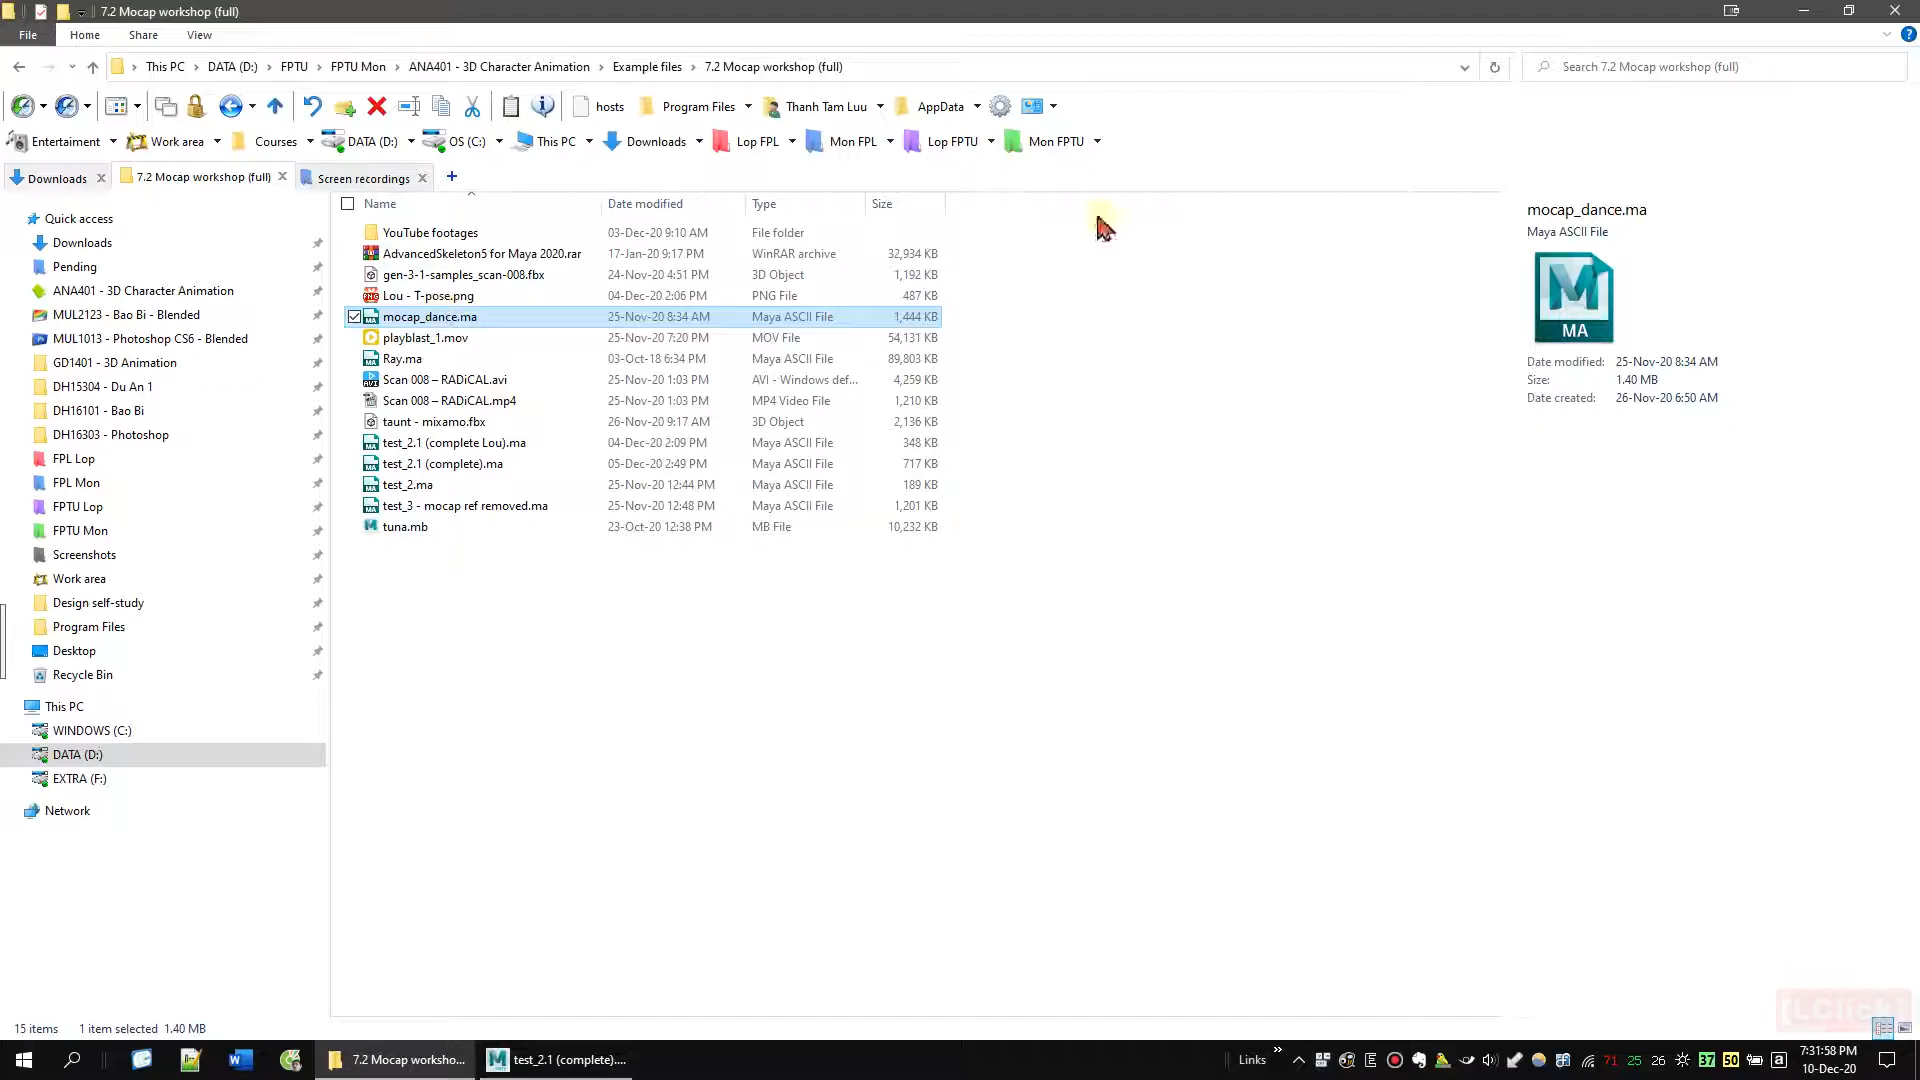 7.2 Mocap workshop (full)
File Home Share View
This PC DATA (D:) FPTU FPTU Mon ANA401 - 3D Character Animation Example files 7.2 Mocap workshop (full) Search 7.2 Mocap workshop (full)
hosts Program Files Thanh Tam Luu AppData
Entertaiment Work area Courses DATA (D:) OS (C:) This PC Downloads Lop FPL Mon FPL Lop FPTU Mon FPTU
Downloads 7.2 Mocap workshop (full) Screen recordings
Quick access
Downloads
Pending
ANA401 - 3D Character Animation
MUL2123 - Bao Bi - Blended
MUL1013 - Photoshop CS6 - Blended
GD1401 - 3D Animation
DH15304 - Du An 1
DH16101 - Bao Bi
DH16303 - Photoshop
FPL Lop
FPL Mon
FPTU Lop
FPTU Mon
Screenshots
Work area
Design self-study
Program Files
Desktop
Recycle Bin
This PC
WINDOWS (C:)
DATA (D:)
EXTRA (F:)
Network
Name Date modified Type Size
YouTube footages 03-Dec-20 9:10 AM File folder
AdvancedSkeleton5 for Maya 2020.rar 17-Jan-20 9:17 PM WinRAR archive 32,934 KB
gen-3-1-samples_scan-008.fbx 24-Nov-20 4:51 PM 3D Object 1,192 KB
Lou - T-pose.png 04-Dec-20 2:06 PM PNG File 487 KB
mocap_dance.ma 25-Nov-20 8:34 AM Maya ASCII File 1,444 KB
playblast_1.mov 25-Nov-20 7:20 PM MOV File 54,131 KB
Ray.ma 03-Oct-18 6:34 PM Maya ASCII File 89,803 KB
Scan 008 – RADiCAL.avi 25-Nov-20 1:03 PM AVI - Windows def... 4,259 KB
Scan 008 – RADiCAL.mp4 25-Nov-20 1:03 PM MP4 Video File 1,210 KB
taunt - mixamo.fbx 26-Nov-20 9:17 AM 3D Object 2,136 KB
test_2.1 (complete Lou).ma 04-Dec-20 2:09 PM Maya ASCII File 348 KB
test_2.1 (complete).ma 05-Dec-20 2:49 PM Maya ASCII File 717 KB
test_2.ma 25-Nov-20 12:44 PM Maya ASCII File 189 KB
test_3 - mocap ref removed.ma 25-Nov-20 12:48 PM Maya ASCII File 1,201 KB
tuna.mb 23-Oct-20 12:38 PM MB File 10,232 KB
mocap_dance.ma
Maya ASCII File
MA
Date modified: 25-Nov-20 8:34 AM
Size: 1.40 MB
Date created: 26-Nov-20 6:50 AM
[LClick]
15 items 1 item selected 1.40 MB
7.2 Mocap worksho... test_2.1 (complete).... Links 71 25 26 37 50 7:31:58 PM
10-Dec-20